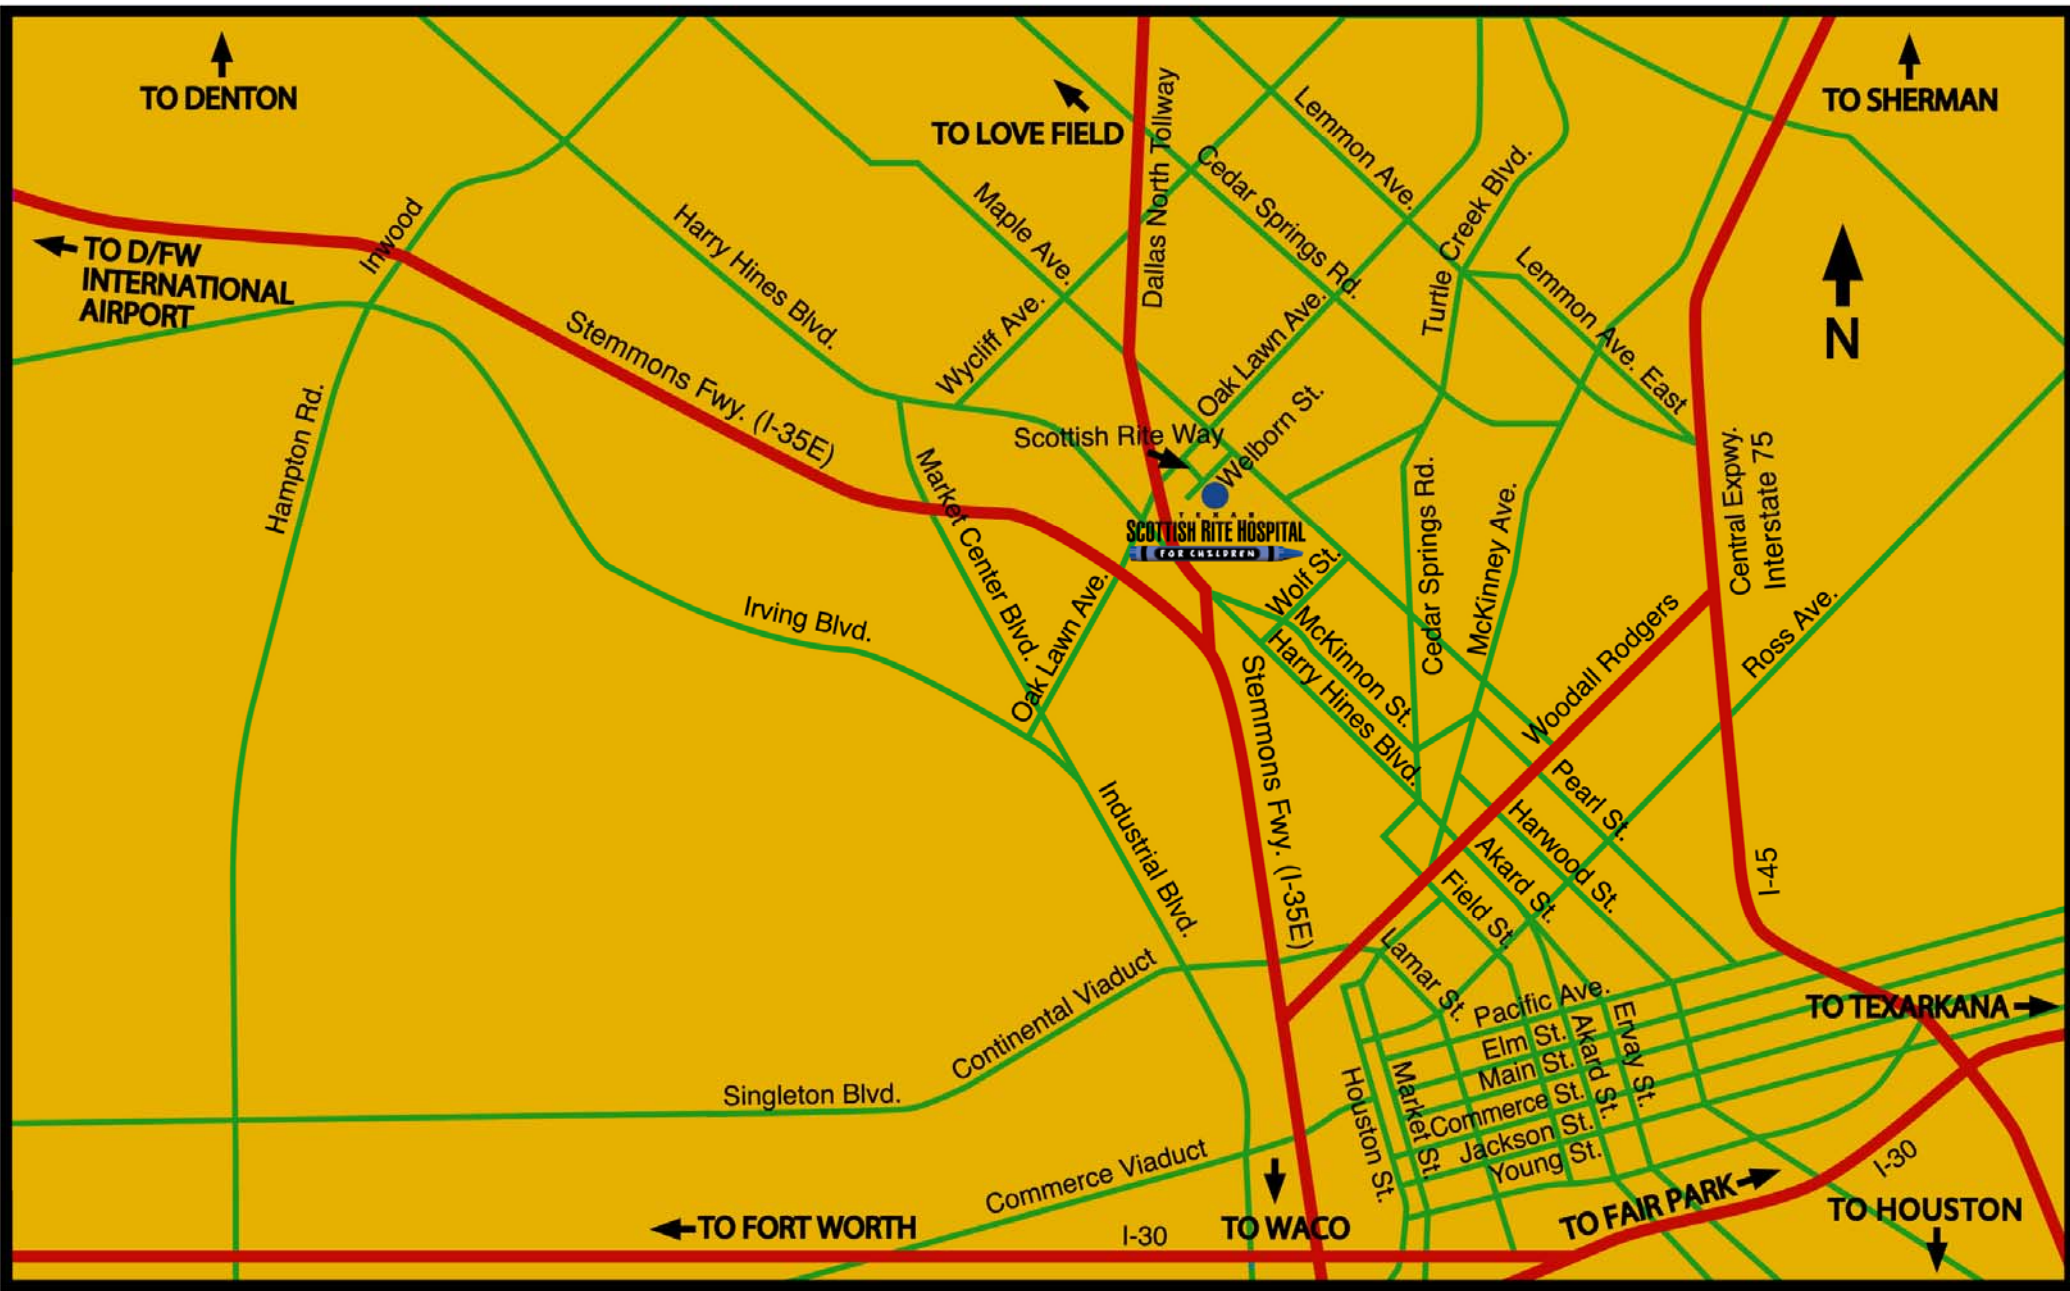 TO DENTON
TO LOVE FIELD
Dallas North Tollway
Lemmon Ave.
TO SHERMAN
Cedar Springs Rd.
Turtle Creek Blvd.
Maple Ave.
Inwood
Harry Hines Blvd.
TO D/FW
INTERNATIONAL
AIRPORT
Lemmon Ave. East
N
Stemmons Fwy. (I-35E)
Wycliff Ave.
Oak Lawn Ave.
Welborn St.
Scottish Rite Way
Hampton Rd.
Market Center Blvd.
TEXAS
SCOTTISH RITE HOSPITAL
FOR CHILDREN
Cedar Springs Rd.
McKinney Ave.
Central Expwy.
Interstate 75
Wolf St.
Irving Blvd.
Oak Lawn Ave.
McKinnon St.
Harry Hines Blvd.
Woodall Rodgers
Ross Ave.
Stemmons Fwy. (I-35E)
Pearl St.
Industrial Blvd.
Harwood St.
Akard St.
Field St.
I-45
Lamar St.
Continental Viaduct
Pacific Ave.
Elm St.
Main St.
Commerce St.
Jackson St.
Young St.
Akard St.
Ervay St.
TO TEXARKANA
Houston St.
Market St.
Singleton Blvd.
Commerce Viaduct
I-30
TO FORT WORTH
I-30
TO WACO
TO FAIR PARK
TO HOUSTON